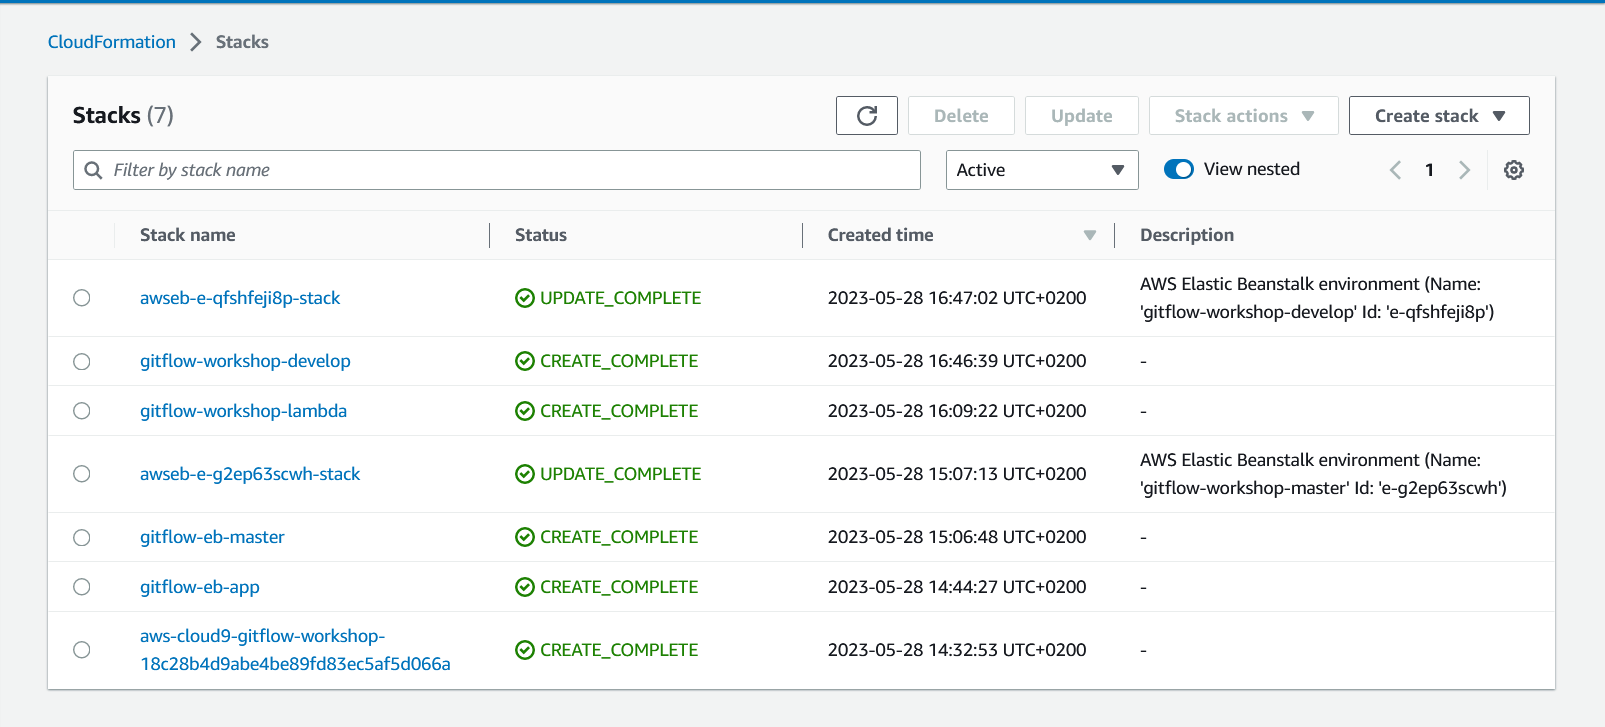 CloudFormation > Stacks
Stacks (7)
Delete
Update
Stack actions
Create stack
Filter by stack name
Active
View nested
1
Stack name
Status
Created time
Description
awseb-e-qfshfeji8p-stack
UPDATE_COMPLETE
2023-05-28 16:47:02 UTC+0200
AWS Elastic Beanstalk environment (Name:
'gitflow-workshop-develop' Id: 'e-qfshfeji8p')
gitflow-workshop-develop
CREATE_COMPLETE
2023-05-28 16:46:39 UTC+0200
-
gitflow-workshop-lambda
CREATE_COMPLETE
2023-05-28 16:09:22 UTC+0200
-
awseb-e-g2ep63scwh-stack
UPDATE_COMPLETE
2023-05-28 15:07:13 UTC+0200
AWS Elastic Beanstalk environment (Name:
'gitflow-workshop-master' Id: 'e-g2ep63scwh')
gitflow-eb-master
CREATE_COMPLETE
2023-05-28 15:06:48 UTC+0200
-
gitflow-eb-app
CREATE_COMPLETE
2023-05-28 14:44:27 UTC+0200
-
aws-cloud9-gitflow-workshop-
18c28b4d9abe4be89fd83ec5af5d066a
CREATE_COMPLETE
2023-05-28 14:32:53 UTC+0200
-